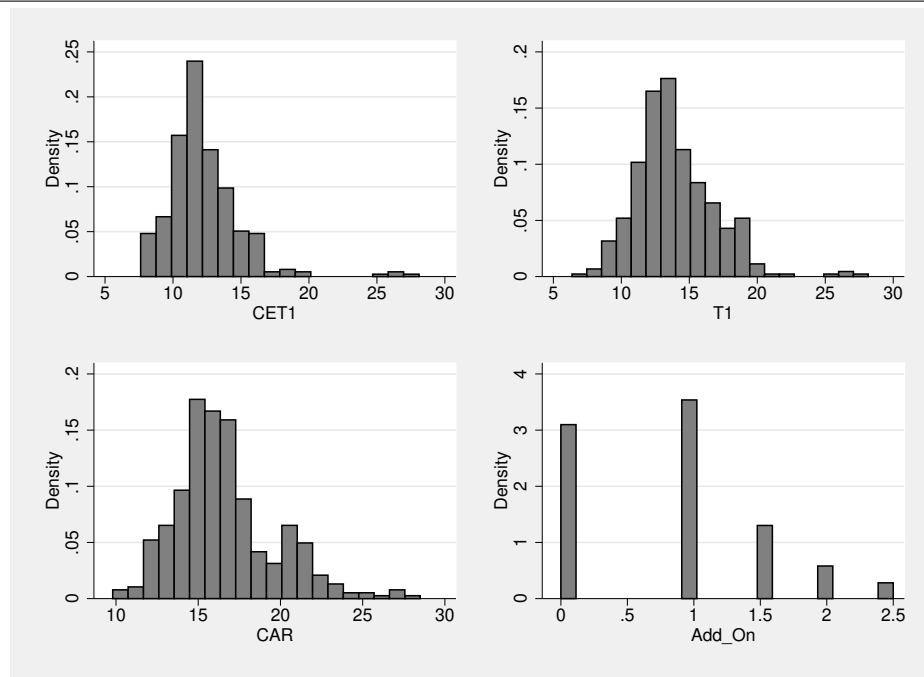 0 .05 .1 .15 .2 .25
Density
5 10 15 20 25 30
CET1
0 .05 .1 .15 .2
Density
5 10 15 20 25 30
T1
0 .05 .1 .15 .2
Density
10 15 20 25 30
CAR
0 1 2 3 4
Density
0 .5 1 1.5 2 2.5
Add_On